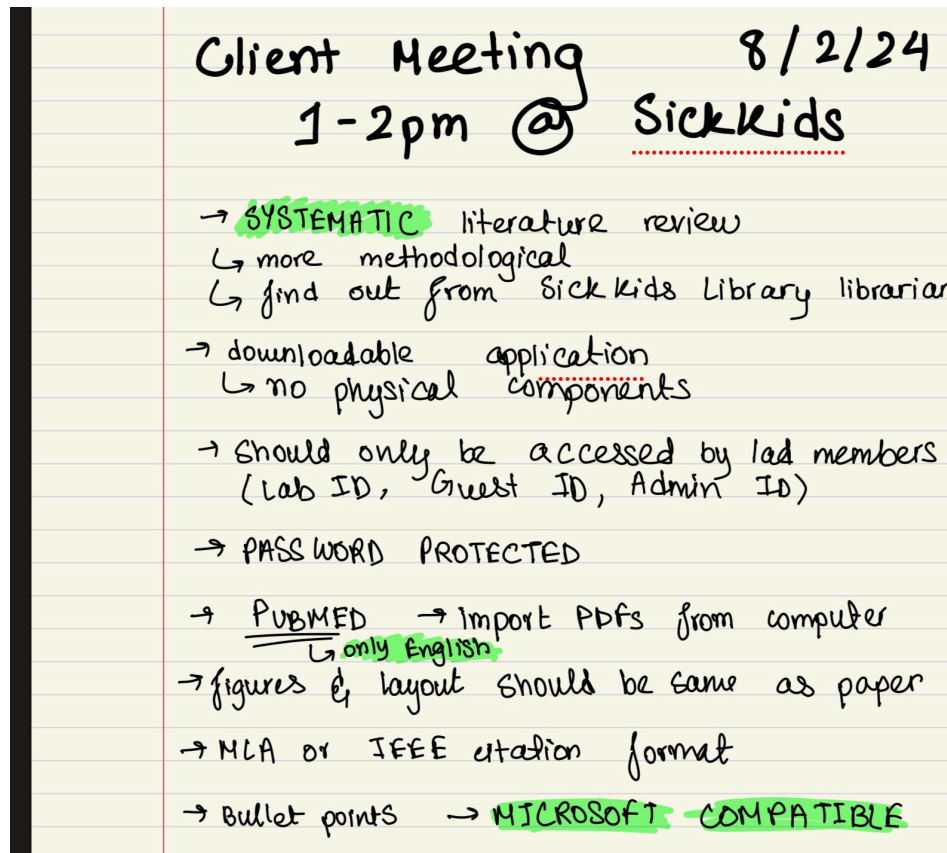 Client Meeting 8/2/24
1-2pm @ SickKids
→ SYSTEMATIC literature review
↳ more methodological
↳ find out from Sick Kids Library librarian
→ downloadable application
↳ no physical components
→ Should only be accessed by lad members
(Lab ID, Guest ID, Admin ID)
→ PASSWORD PROTECTED
→ PUBMED → import PDFs from computer
↳ only English
→ figures & layout should be same as paper
→ MLA or IEEE citation format
→ Bullet points → MICROSOFT COMPATIBLE